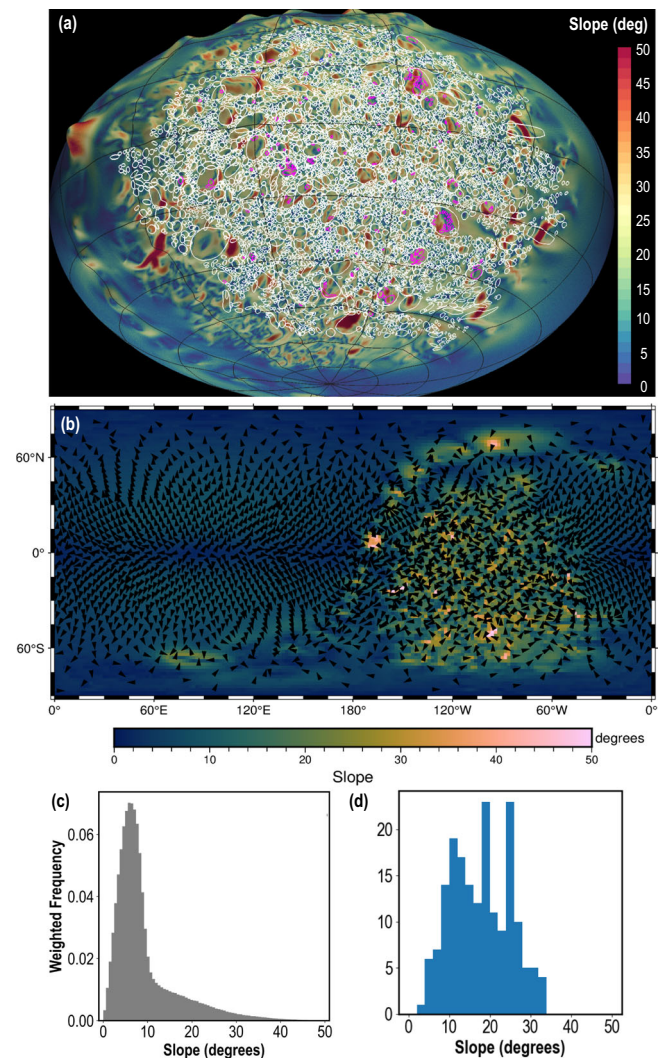 (a)
Slope (deg)
50
45
40
35
30
25
20
15
10
5
0
(b)
60°N
0°
60°S
0° 60°E 120°E 180° 120°W 60°W 0°
degrees
0 10 20 30 40 50
Slope
(c)
Weighted Frequency
0.06
0.04
0.02
0.00
0 10 20 30 40 50
Slope (degrees)
(d)
20
15
10
5
0
0 10 20 30 40 50
Slope (degrees)